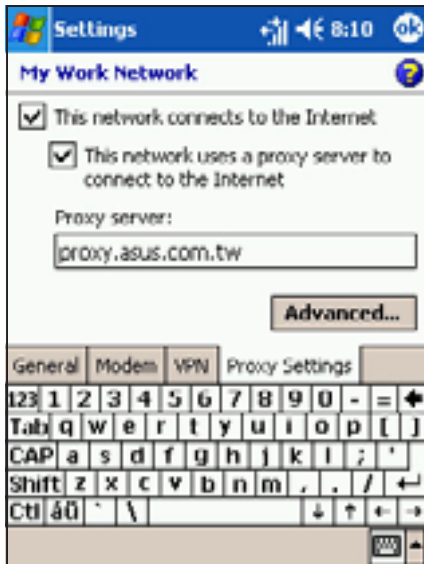 Settings 8:10 ok
My Work Network ?
This network connects to the Internet
This network uses a proxy server to
connect to the Internet
Proxy server:
proxy.asus.com.tw
Advanced...
General Modem VPN Proxy Settings
123 1 2 3 4 5 6 7 8 9 0 - = 
Tab q w e r t y u i o p [ ]
CAP a s d f g h j k l ; '
Shift z x c v b n m , . / ↵
Ctl áü ` \ ↓ ↑ ← →